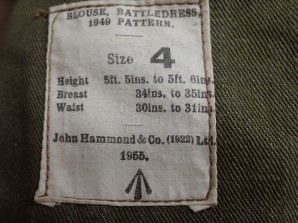 BLOUSE, BATTLEDRESS,
1949 PATTERN.
Size 4
Height 5ft. 5ins. to 5ft. 6ins.
Breast 34ins. to 35ins
Waist 30ins. to 31in
John Hammond & Co. (1922) Ltd.
1955.